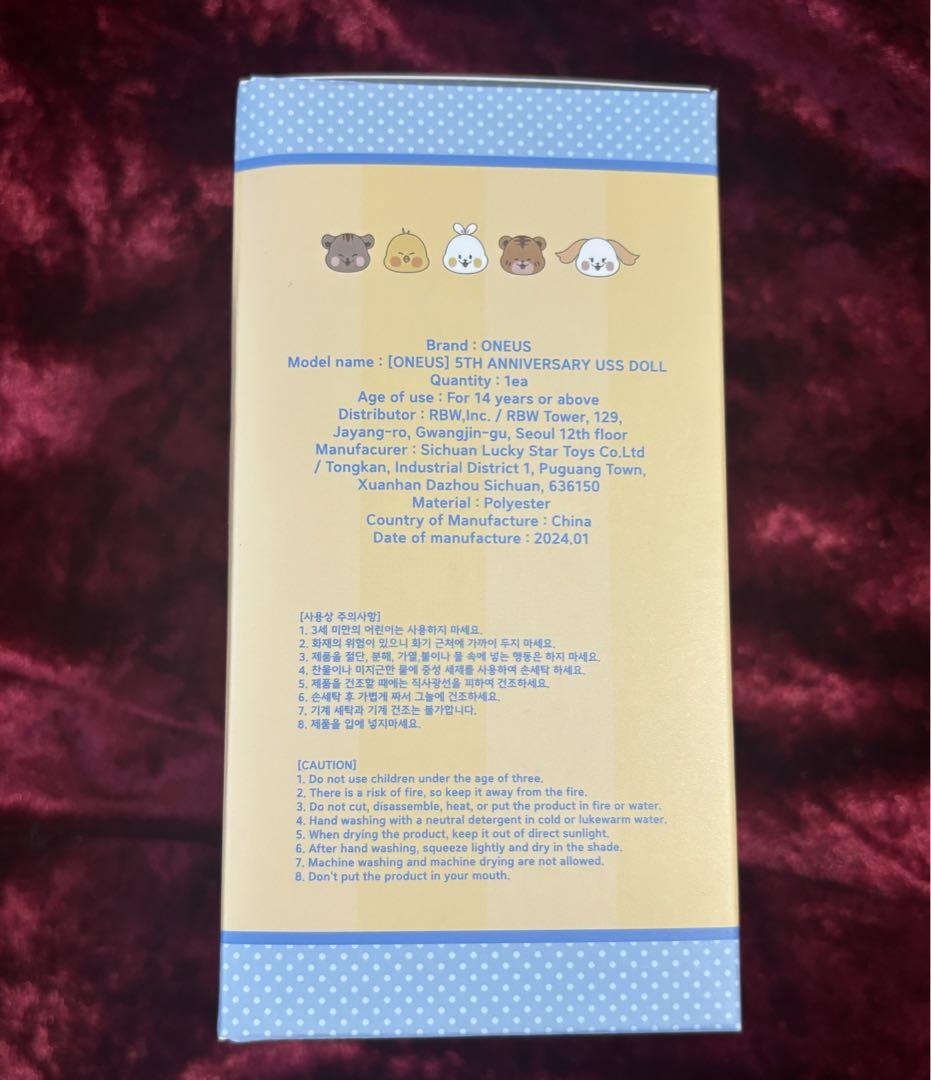 Brand : ONEUS
Model name : [ONEUS] 5TH ANNIVERSARY USS DOLL
Quantity : 1ea
Age of use : For 14 years or above
Distributor : RBW,Inc. / RBW Tower, 129,
Jayang-ro, Gwangjin-gu, Seoul 12th floor
Manufacurer : Sichuan Lucky Star Toys Co.Ltd
/ Tongkan, Industrial District 1, Puguang Town,
Xuanhan Dazhou Sichuan, 636150
Material : Polyester
Country of Manufacture : China
Date of manufacture : 2024.01
[사용상 주의사항]
1. 3세 미만의 어린이는 사용하지 마세요.
2. 화재의 위험이 있으니 화기 근처에 가까이 두지 마세요.
3. 제품을 절단, 분해, 가열,불이나 물 속에 넣는 행동은 하지 마세요.
4. 찬물이나 미지근한 물에 중성 세제를 사용하여 손세탁 하세요.
5. 제품을 건조할 때에는 직사광선을 피하여 건조하세요.
6. 손세탁 후 가볍게 짜서 그늘에 건조하세요.
7. 기계 세탁과 기계 건조는 불가합니다.
8. 제품을 입에 넣지마세요.
[CAUTION]
1. Do not use children under the age of three.
2. There is a risk of fire, so keep it away from the fire.
3. Do not cut, disassemble, heat, or put the product in fire or water.
4. Hand washing with a neutral detergent in cold or lukewarm water.
5. When drying the product, keep it out of direct sunlight.
6. After hand washing, squeeze lightly and dry in the shade.
7. Machine washing and machine drying are not allowed.
8. Don't put the product in your mouth.